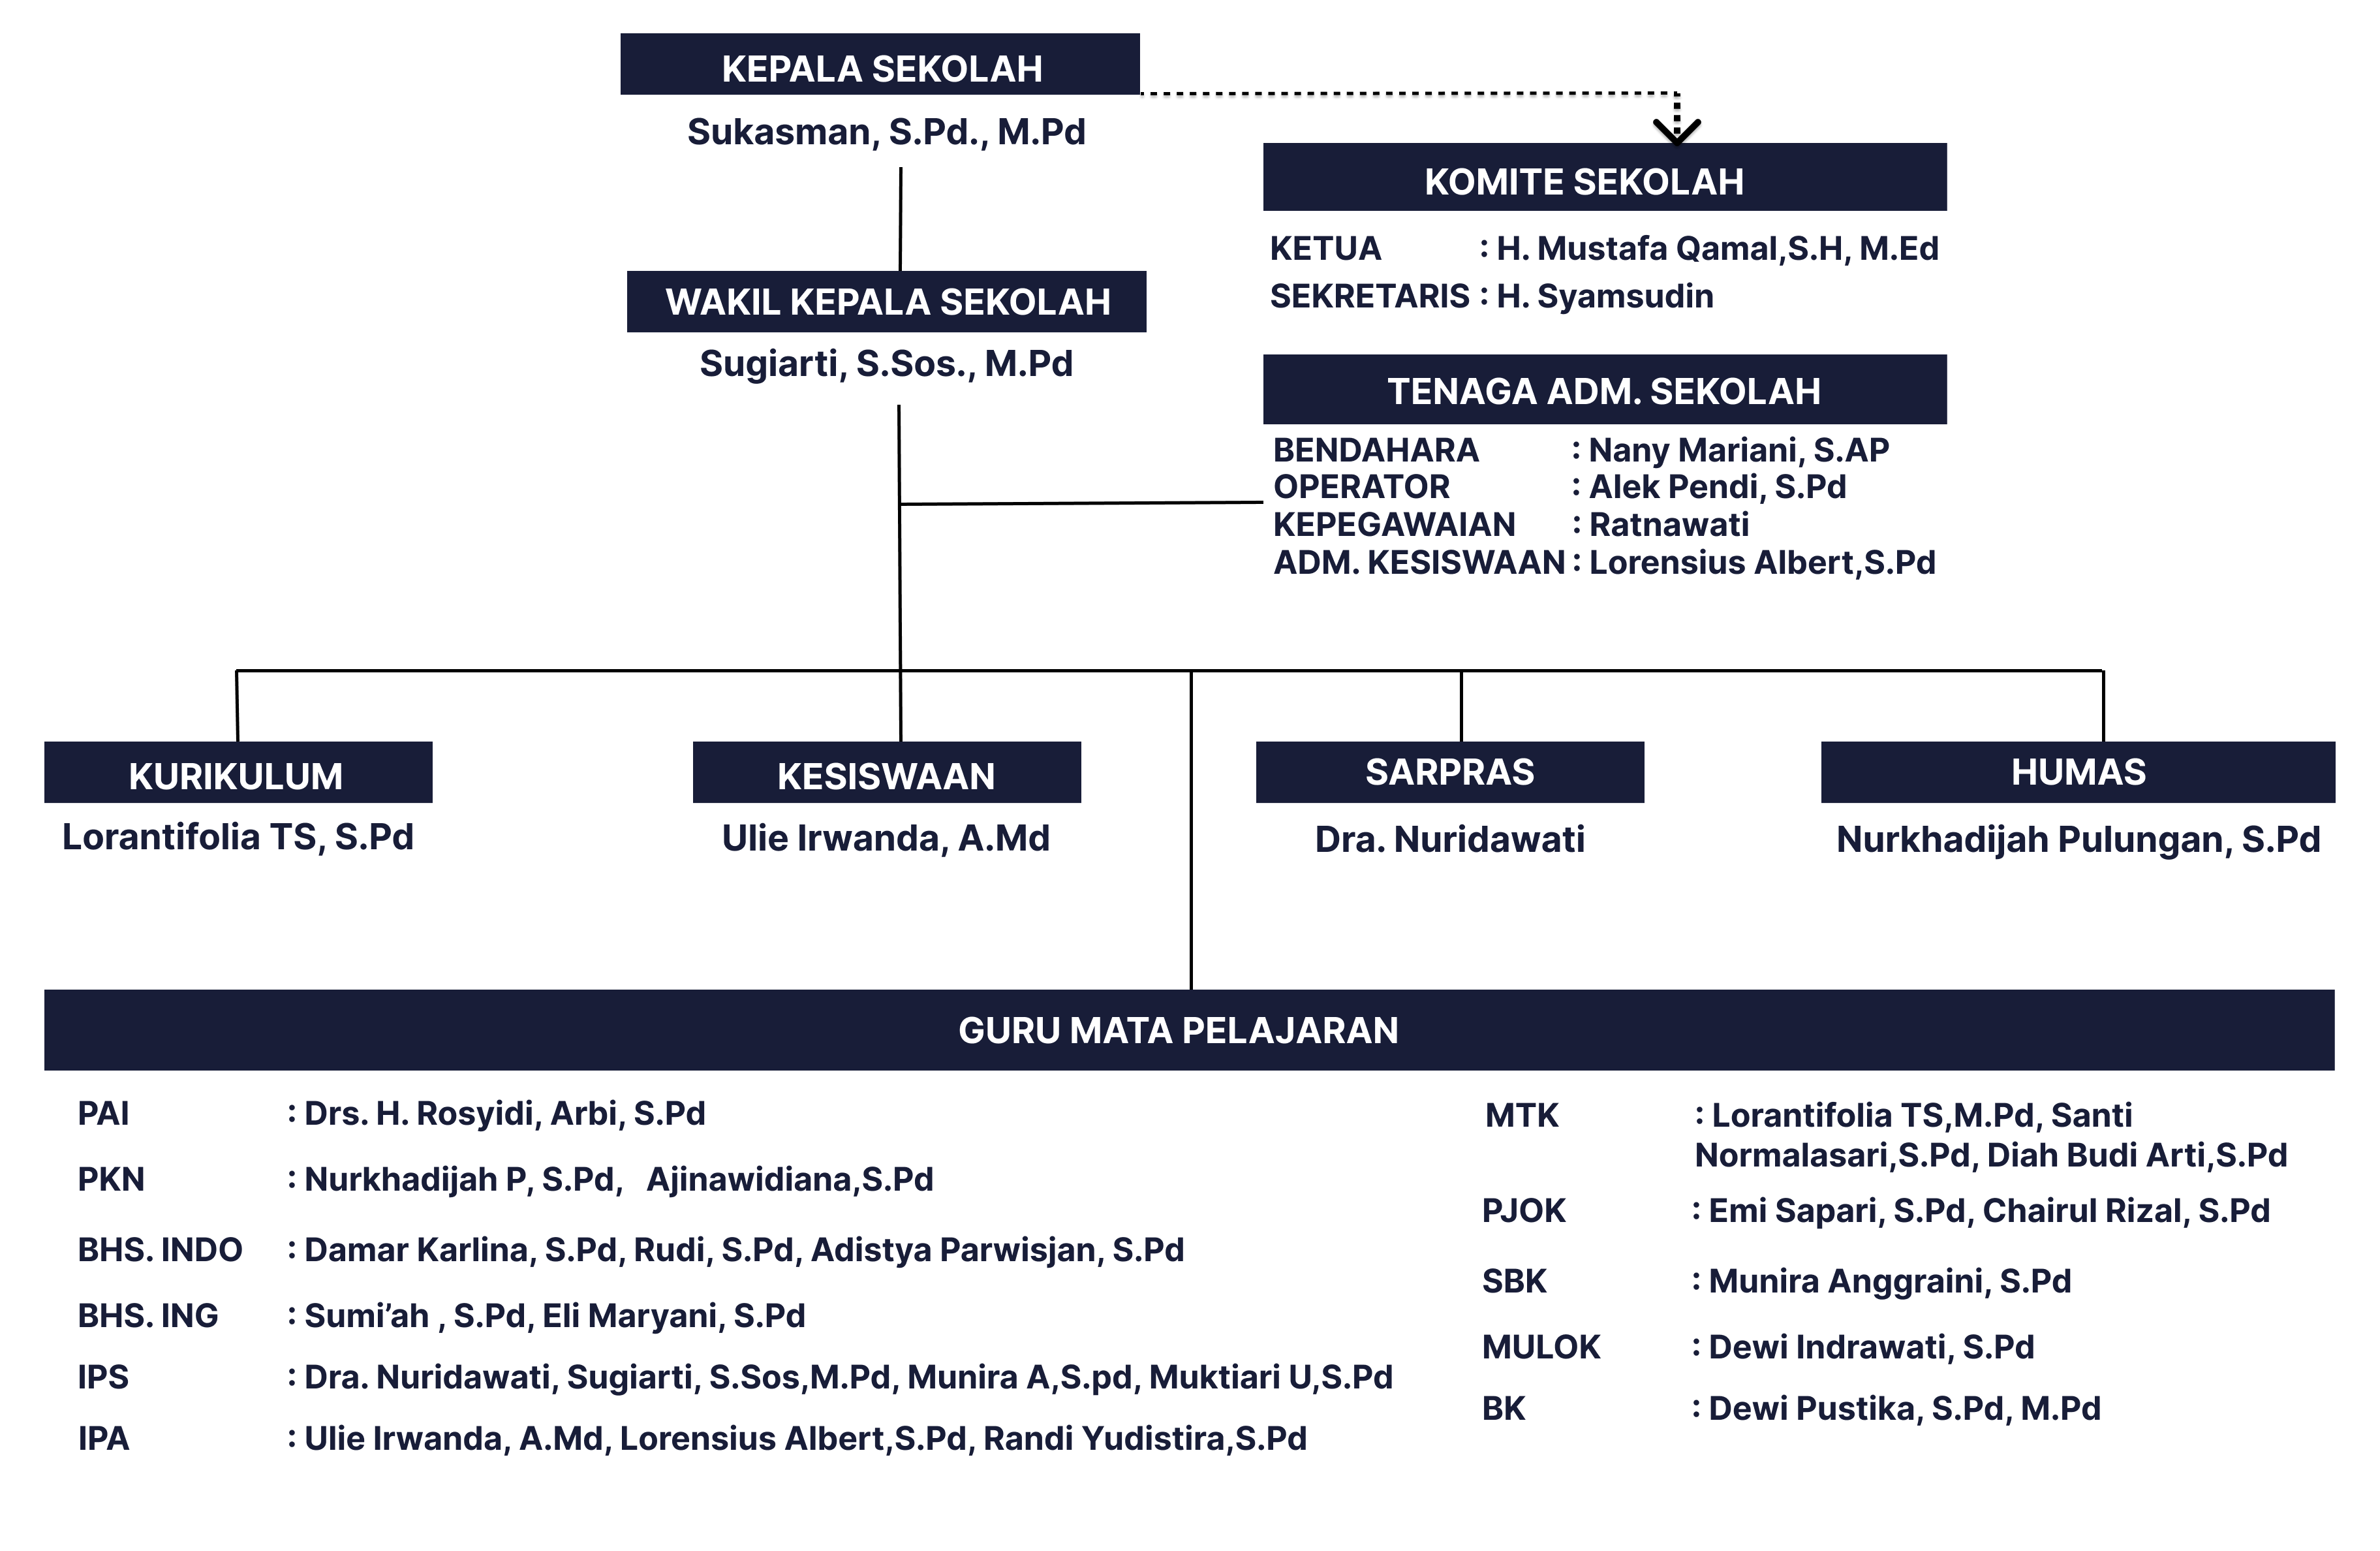 KEPALA SEKOLAH
Sukasman, S.Pd., M.Pd
KOMITE SEKOLAH
KETUA : H. Mustafa Qamal,S.H, M.Ed
SEKRETARIS : H. Syamsudin
WAKIL KEPALA SEKOLAH
Sugiarti, S.Sos., M.Pd
TENAGA ADM. SEKOLAH
BENDAHARA : Nany Mariani, S.AP
OPERATOR : Alek Pendi, S.Pd
KEPEGAWAIAN : Ratnawati
ADM. KESISWAAN : Lorensius Albert,S.Pd
KURIKULUM
Lorantifolia TS, S.Pd
KESISWAAN
Ulie Irwanda, A.Md
SARPRAS
Dra. Nuridawati
HUMAS
Nurkhadijah Pulungan, S.Pd
GURU MATA PELAJARAN
PAI : Drs. H. Rosyidi, Arbi, S.Pd
PKN : Nurkhadijah P, S.Pd, Ajinawidiana,S.Pd
BHS. INDO : Damar Karlina, S.Pd, Rudi, S.Pd, Adistya Parwisjan, S.Pd
BHS. ING : Sumi’ah , S.Pd, Eli Maryani, S.Pd
IPS : Dra. Nuridawati, Sugiarti, S.Sos,M.Pd, Munira A,S.pd, Muktiari U,S.Pd
IPA : Ulie Irwanda, A.Md, Lorensius Albert,S.Pd, Randi Yudistira,S.Pd
MTK : Lorantifolia TS,M.Pd, Santi
Normalasari,S.Pd, Diah Budi Arti,S.Pd
PJOK : Emi Sapari, S.Pd, Chairul Rizal, S.Pd
SBK : Munira Anggraini, S.Pd
MULOK : Dewi Indrawati, S.Pd
BK : Dewi Pustika, S.Pd, M.Pd